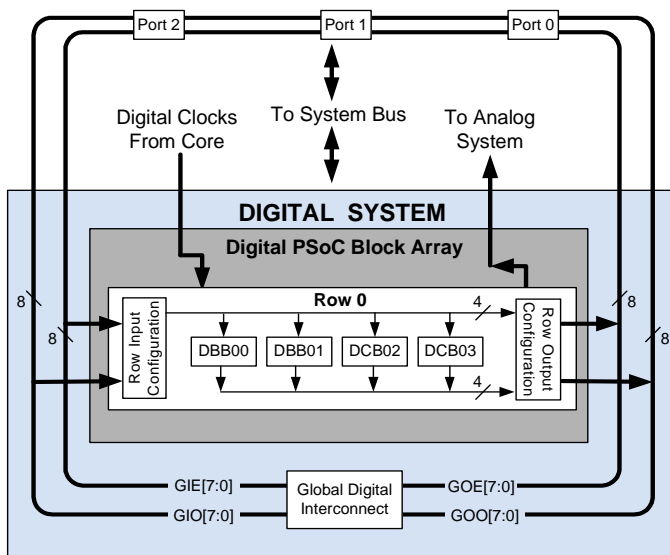 Port 2
Port 1
Port 0
Digital Clocks
From Core
To System Bus
To Analog
System
DIGITAL SYSTEM
Digital PSoC Block Array
Row 0
Row Input
Configuration
DBB00
DBB01
DCB02
DCB03
4
4
Row Output
Configuration
8
8
8
8
GIE[7:0]
GIO[7:0]
Global Digital
Interconnect
GOE[7:0]
GOO[7:0]